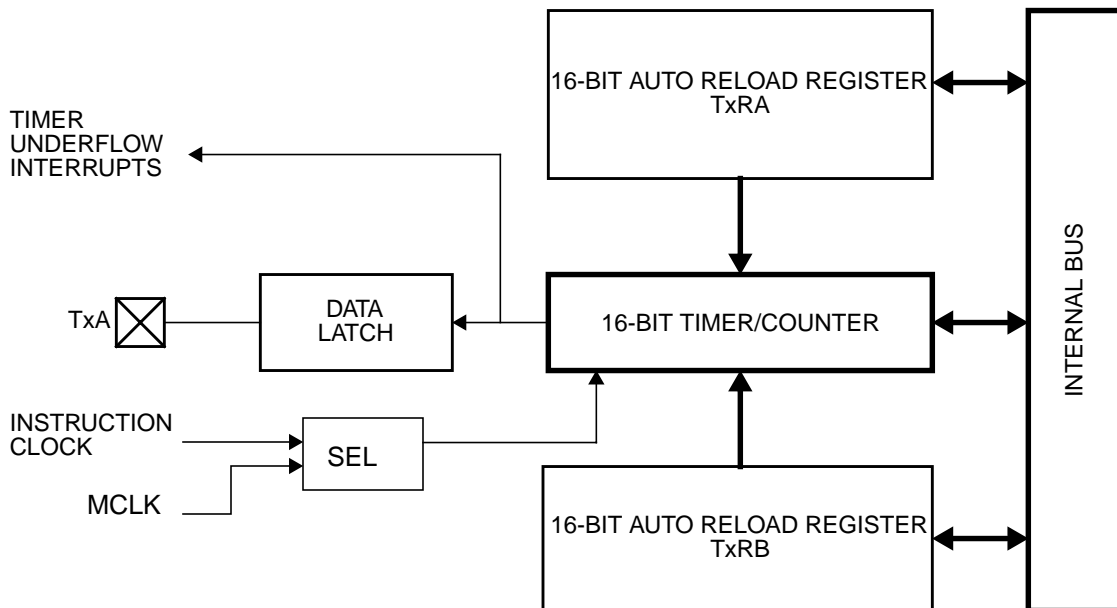 16-BIT AUTO RELOAD REGISTER
TxRA
TIMER
UNDERFLOW
INTERRUPTS
INTERNAL BUS
TxA
DATA
LATCH
16-BIT TIMER/COUNTER
INSTRUCTION
CLOCK
SEL
MCLK
16-BIT AUTO RELOAD REGISTER
TxRB